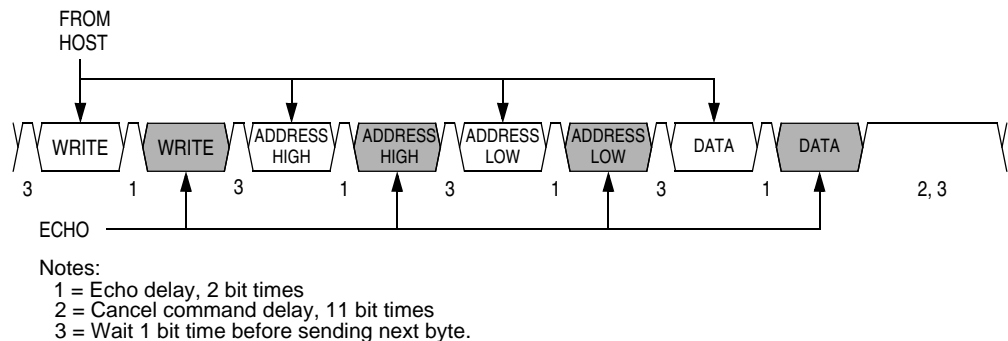 FROM
HOST
WRITE WRITE ADDRESS HIGH ADDRESS HIGH ADDRESS LOW ADDRESS LOW DATA DATA
3 1 3 1 3 1 3 1 2, 3
ECHO
Notes:
1 = Echo delay, 2 bit times
2 = Cancel command delay, 11 bit times
3 = Wait 1 bit time before sending next byte.